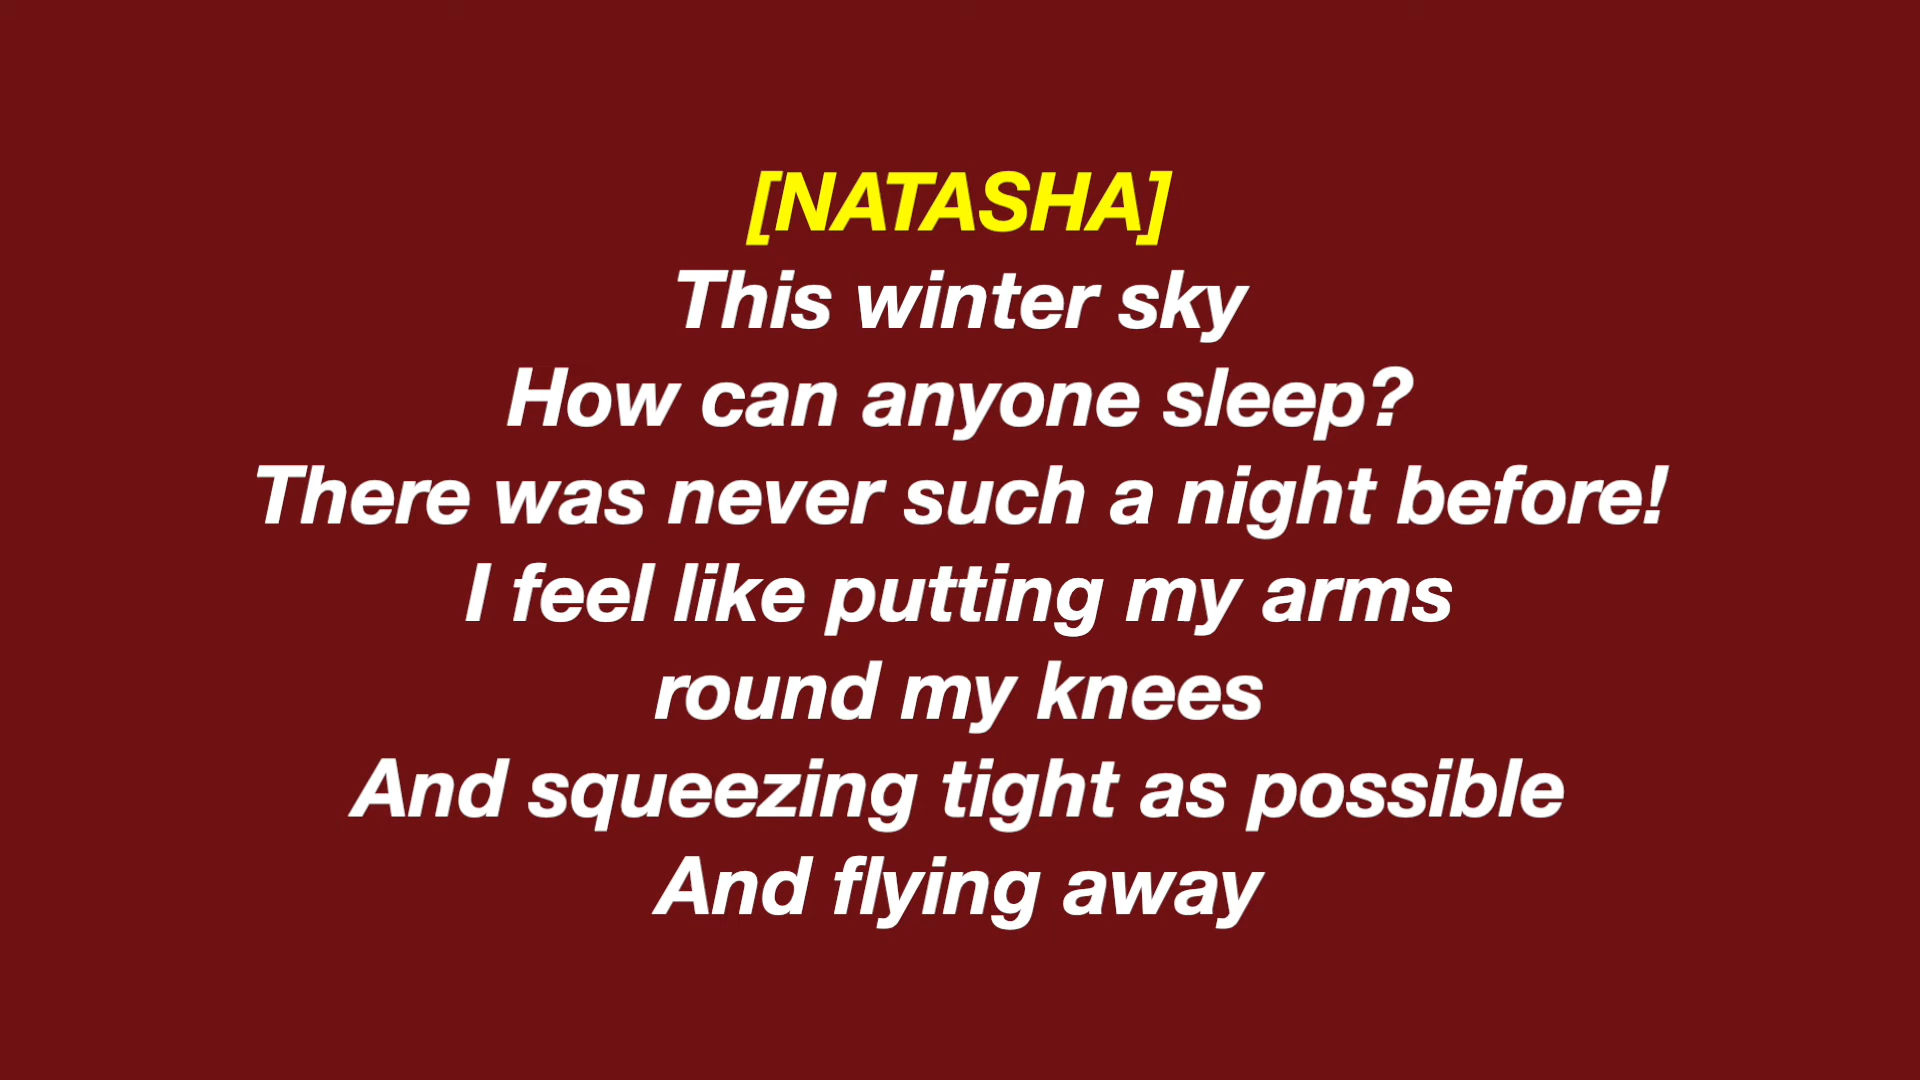 [NATASHA]
This winter sky
How can anyone sleep?
There was never such a night before!
I feel like putting my arms
round my knees
And squeezing tight as possible
And flying away